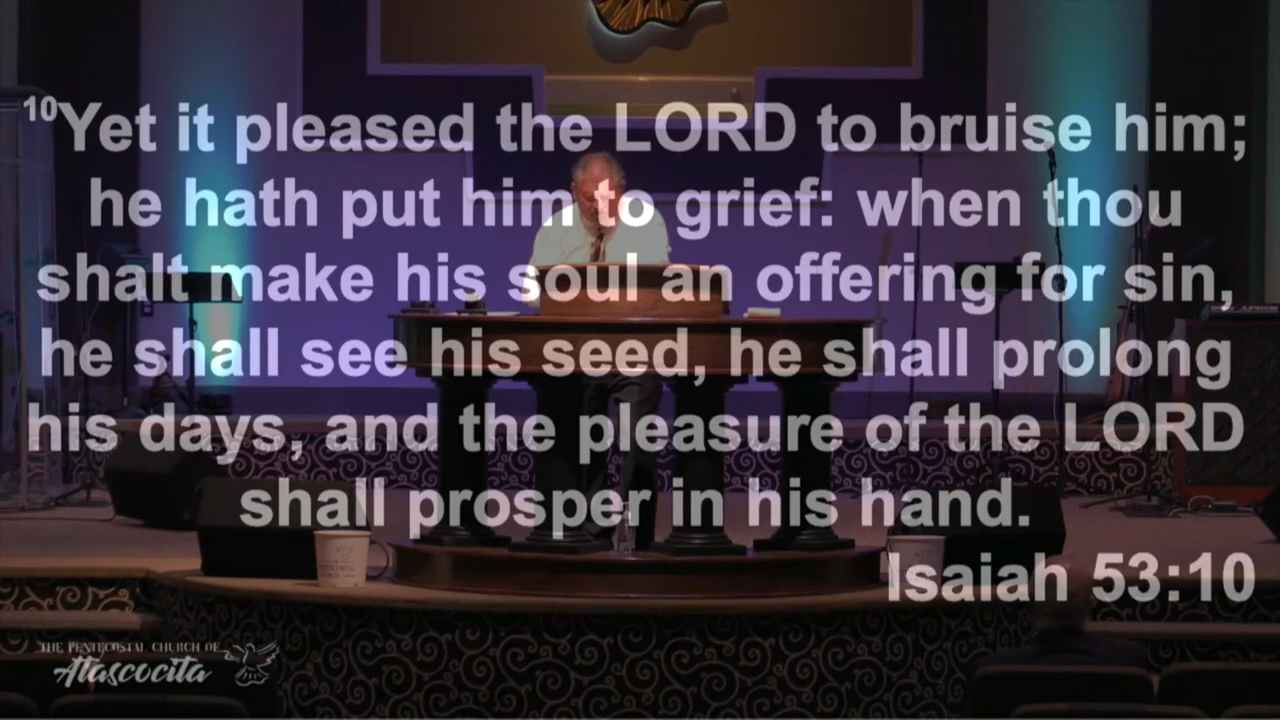 10Yet it pleased the LORD to bruise him;
he hath put him to grief: when thou
shalt make his soul an offering for sin,
he shall see his seed, he shall prolong
his days, and the pleasure of the LORD
shall prosper in his hand.
Isaiah 53:10
THE PENTECOSTAL CHURCH OF
Atascocita